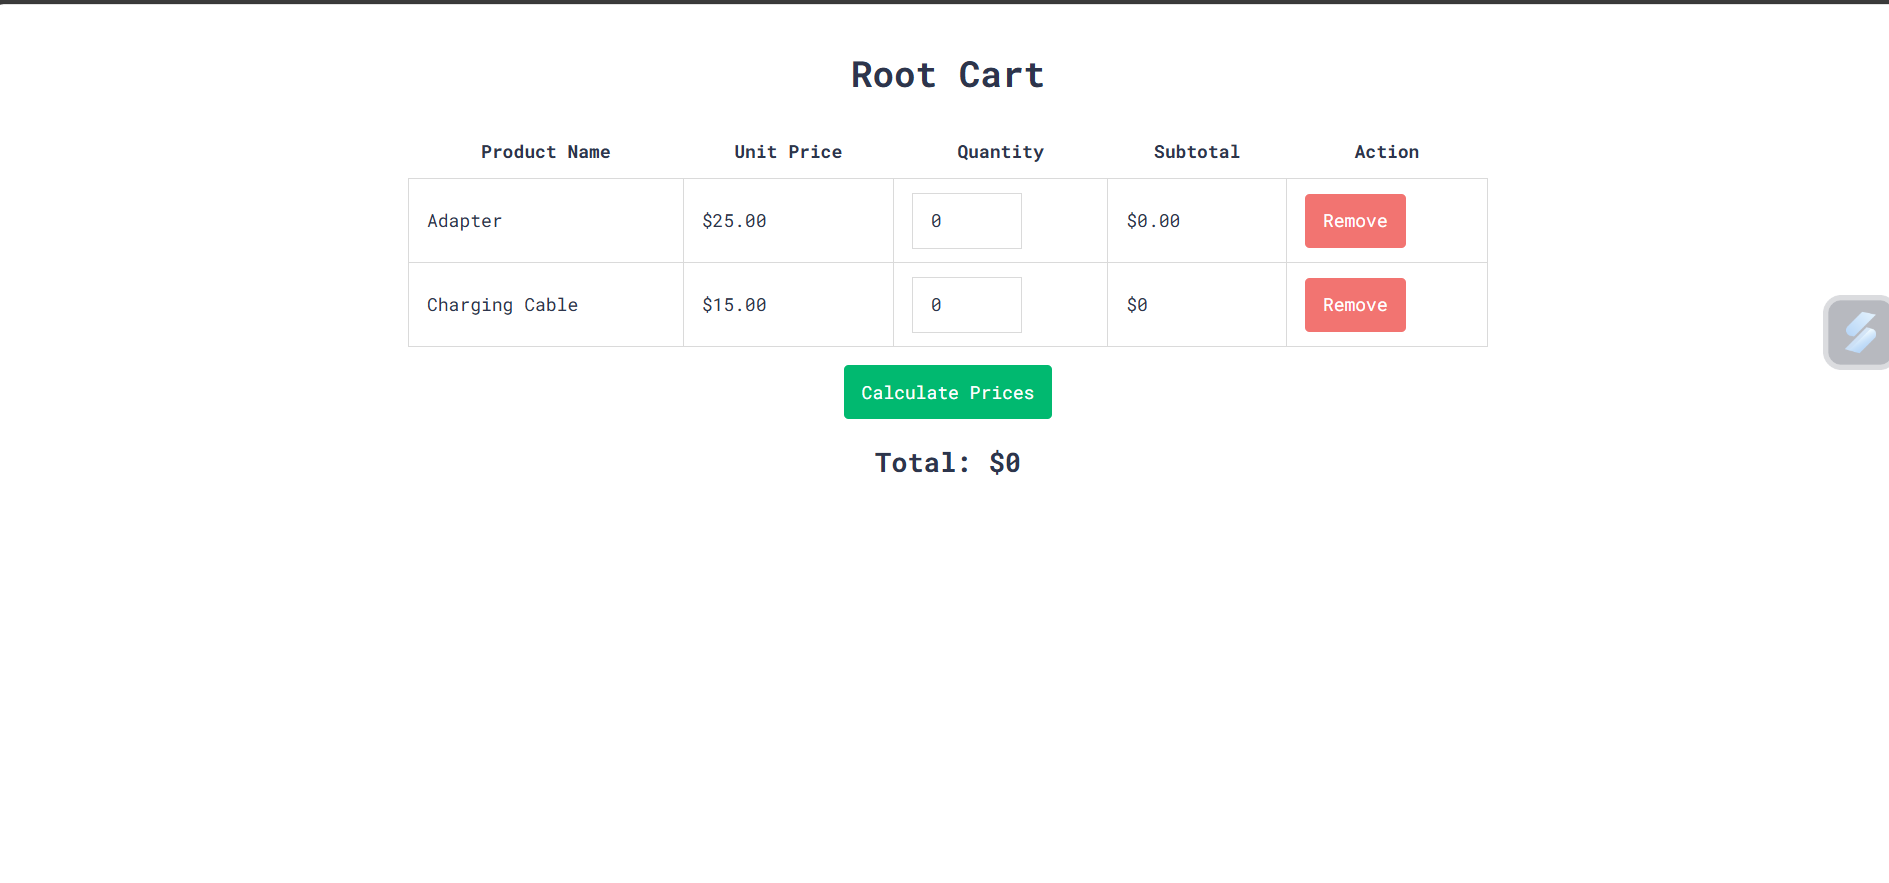 Root Cart
Product Name Unit Price Quantity Subtotal Action
Adapter $25.00 0 $0.00 Remove
Charging Cable $15.00 0 $0 Remove
Calculate Prices
Total: $0